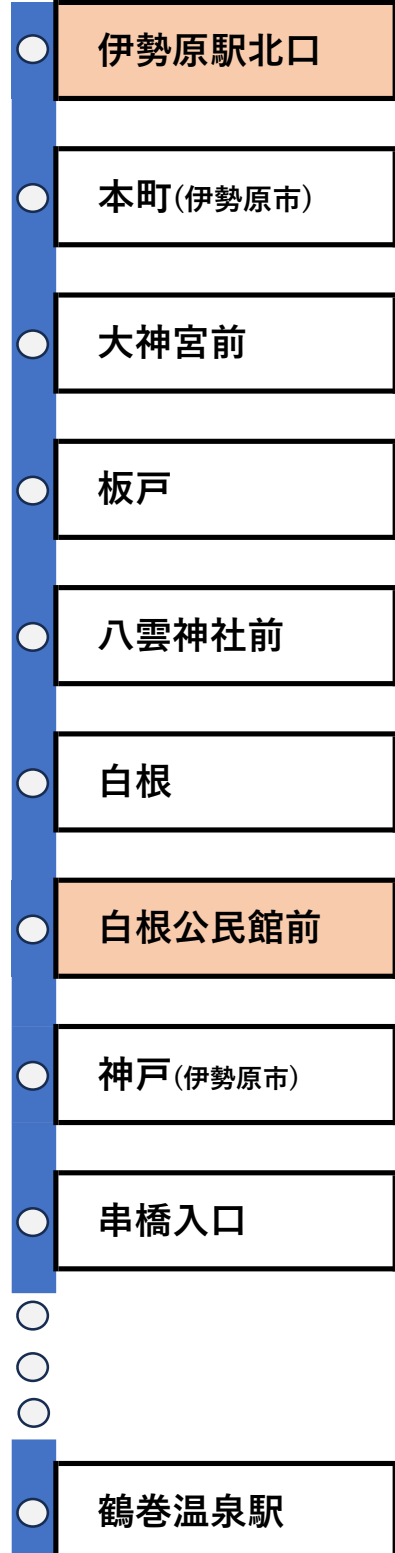 伊勢原駅北口
本町(伊勢原市)
大神宮前
板戸
八雲神社前
白根
白根公民館前
神戸(伊勢原市)
串橋入口
鶴巻温泉駅